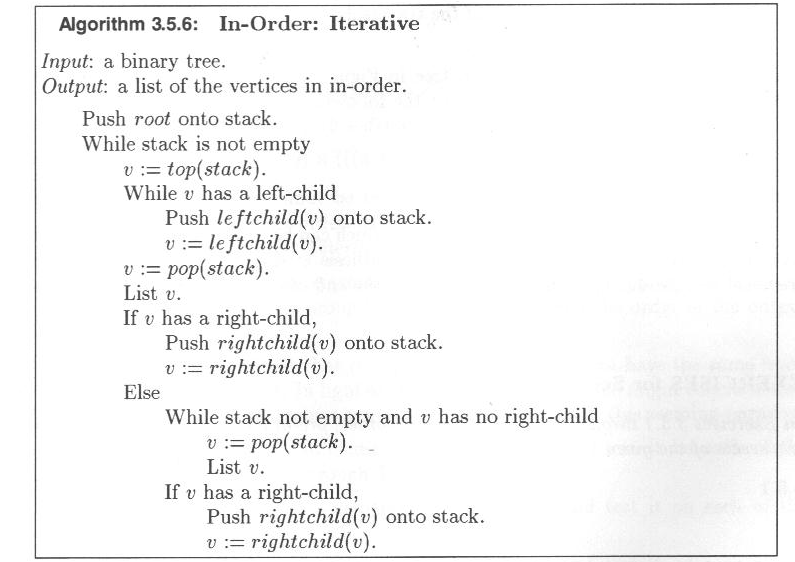 Algorithm 3.5.6: In-Order: Iterative
Input: a binary tree.
Output: a list of the vertices in in-order.
Push root onto stack.
While stack is not empty
v := top(stack).
While v has a left-child
Push leftchild(v) onto stack.
v := leftchild(v).
v := pop(stack).
List v.
If v has a right-child,
Push rightchild(v) onto stack.
v := rightchild(v).
Else
While stack not empty and v has no right-child
v := pop(stack).
List v.
If v has a right-child,
Push rightchild(v) onto stack.
v := rightchild(v).